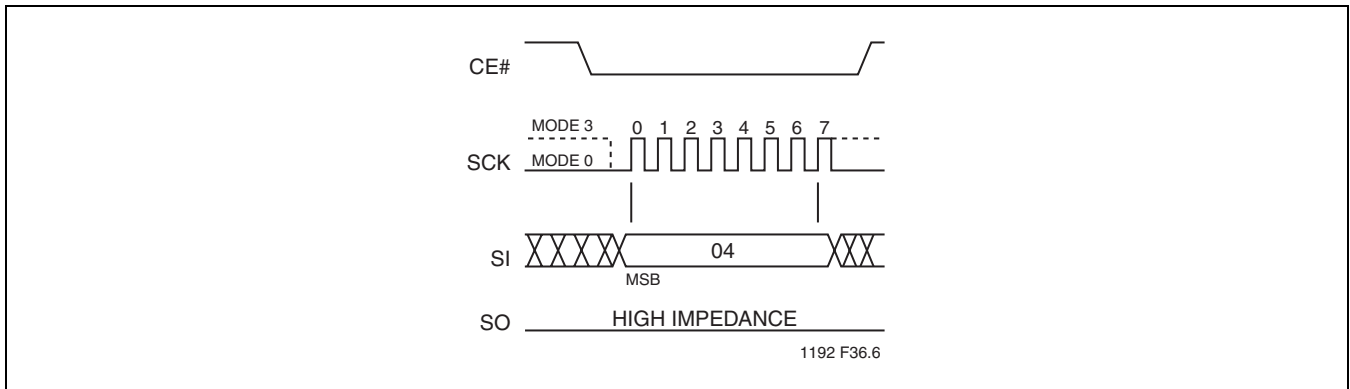 CE#
MODE 3
0 1 2 3 4 5 6 7
SCK
MODE 0
SI
04
MSB
SO
HIGH IMPEDANCE
1192 F36.6